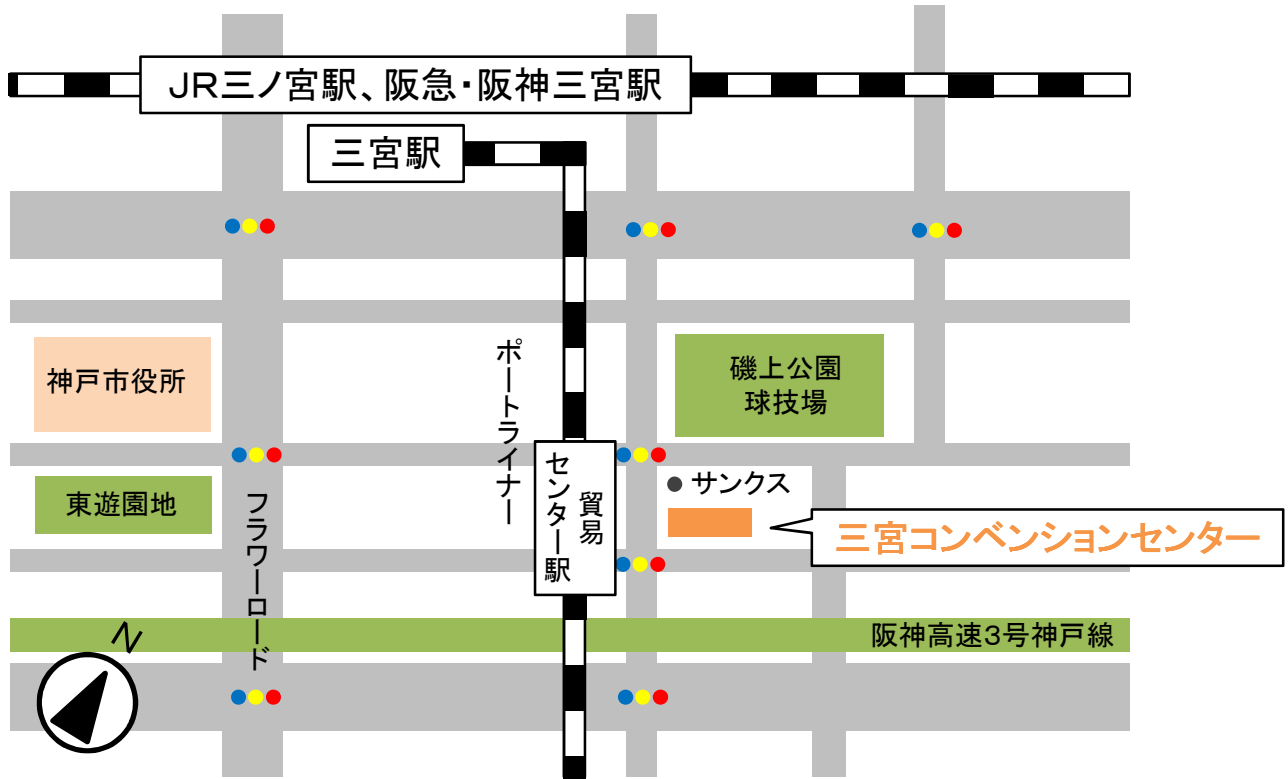 JR三ノ宮駅、阪急・阪神三宮駅
三宮駅
神戸市役所
ポートライナー
磯上公園
球技場
東遊園地
フラワーロード
貿易
センター駅
サンクス
三宮コンベンションセンター
阪神高速3号神戸線
N